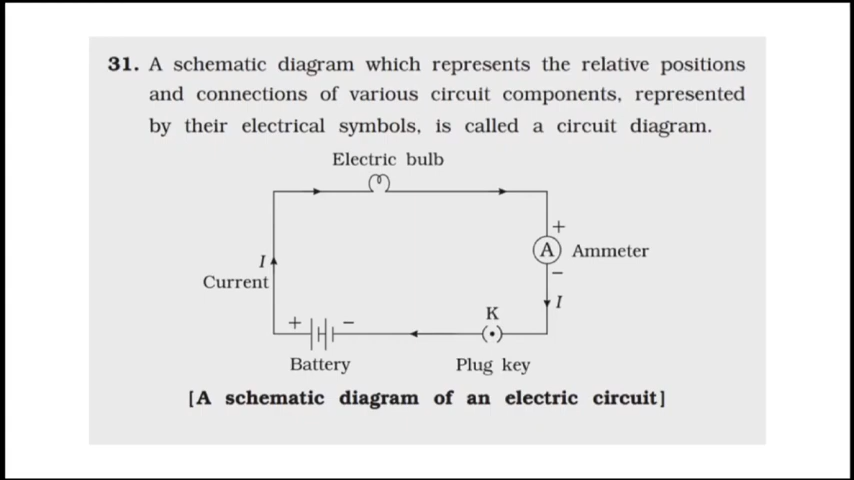 31. A schematic diagram which represents the relative positions
and connections of various circuit components, represented
by their electrical symbols, is called a circuit diagram.
Electric bulb
+
A Ammeter
–
I
Current
I
K
+ –
(•)
Battery Plug key
[A schematic diagram of an electric circuit]